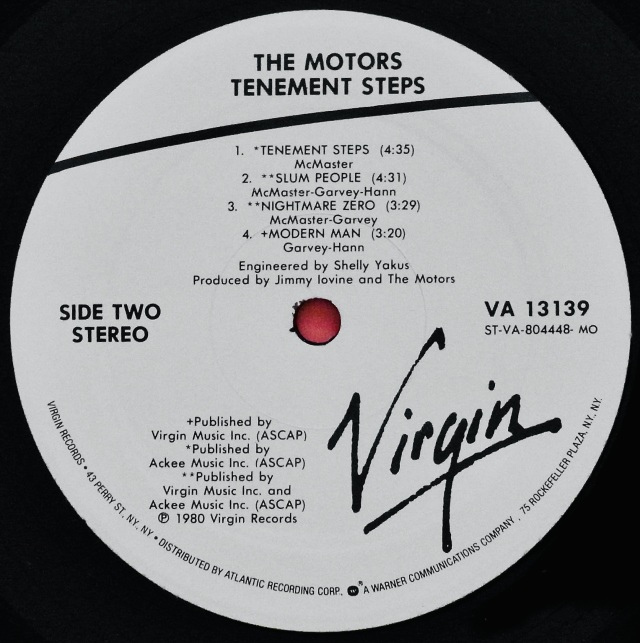 THE MOTORS
TENEMENT STEPS
1. *TENEMENT STEPS (4:35)
McMaster
2. **SLUM PEOPLE (4:31)
McMaster-Garvey-Hann
3. **NIGHTMARE ZERO (3:29)
McMaster-Garvey
4. +MODERN MAN (3:20)
Garvey-Hann
Engineered by Shelly Yakus
Produced by Jimmy Iovine and The Motors
SIDE TWO
STEREO
VA 13139
ST-VA-804448- MO
Virgin
+Published by
Virgin Music Inc. (ASCAP)
*Published by
Ackee Music Inc. (ASCAP)
**Published by
Virgin Music Inc. and
Ackee Music Inc. (ASCAP)
℗ 1980 Virgin Records
VIRGIN RECORDS • 43 PERRY ST, NY, NY • DISTRIBUTED BY ATLANTIC RECORDING CORP. W ® A WARNER COMMUNICATIONS COMPANY . 75 ROCKEFELLER PLAZA, NY. NY.